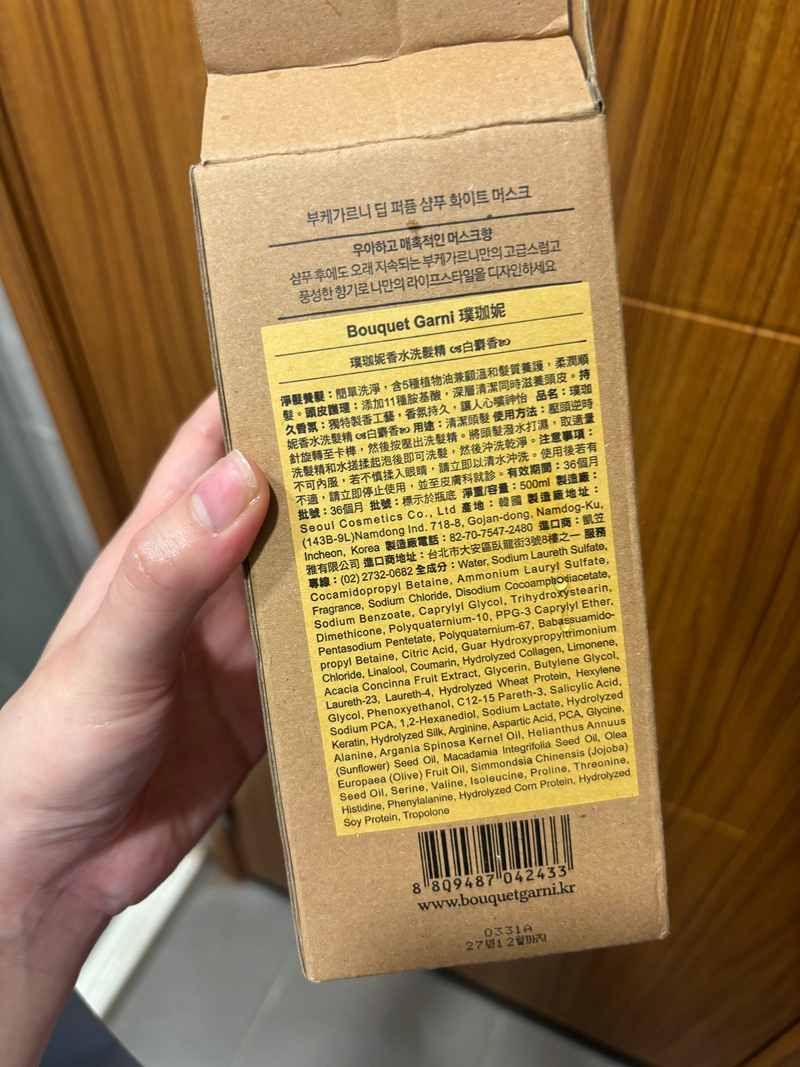 부케가르니 딥 퍼퓸 샴푸 화이트 머스크
우아하고 매혹적인 머스크향
샴푸 후에도 오래 지속되는 부케가르니만의 고급스럽고
풍성한 향기로 나만의 라이프스타일을 디자인하세요
Bouquet Garni 璞珈妮
璞珈妮香水洗髮精 ๛白麝香๛
淨髮養髮：簡單洗淨，含5種植物油兼顧溫和髮質養護，柔潤順
髮。頭皮護理：添加11種胺基酸，深層清潔同時滋養頭皮。持
久香氛：獨特製香工藝，香氛持久，讓人心曠神怡 品名：璞珈
妮香水洗髮精 ๛白麝香๛ 用途：清潔頭髮 使用方法：壓頭逆時
針旋轉至卡榫，然後按壓出洗髮精。將頭髮潑水打濕，取適量
洗髮精和水搓揉起泡後即可洗髮，然後沖洗乾淨。注意事項：
不可內服，若不慎揉入眼睛，請立即以清水沖洗。使用後若有
不適，請立即停止使用，並至皮膚科就診。有效期間：36個月
批號：36個月 批號：標示於瓶底 淨重/容量：500ml 製造廠：
Seoul Cosmetics Co., Ltd 產地：韓國 製造廠地址：
(143B-9L)Namdong Ind. 718-8, Gojan-dong, Namdog-Ku,
Incheon, Korea 製造廠電話：82-70-7547-2480 進口商：凱笠
雅有限公司 進口商地址：台北市大安區臥龍街3號8樓之一 服務
專線：(02) 2732-0682 全成分：Water, Sodium Laureth Sulfate,
Cocamidopropyl Betaine, Ammonium Lauryl Sulfate,
Fragrance, Sodium Chloride, Disodium Cocoamphodiacetate,
Sodium Benzoate, Caprylyl Glycol, Trihydroxystearin,
Dimethicone, Polyquaternium-10, PPG-3 Caprylyl Ether,
Pentasodium Pentetate, Polyquaternium-67, Babassuamido-
propyl Betaine, Citric Acid, Guar Hydroxypropyltrimonium
Chloride, Linalool, Coumarin, Hydrolyzed Collagen, Limonene,
Acacia Concinna Fruit Extract, Glycerin, Butylene Glycol,
Laureth-23, Laureth-4, Hydrolyzed Wheat Protein, Hexylene
Glycol, Phenoxyethanol, C12-15 Pareth-3, Salicylic Acid,
Sodium PCA, 1,2-Hexanediol, Sodium Lactate, Hydrolyzed
Keratin, Hydrolyzed Silk, Arginine, Aspartic Acid, PCA, Glycine,
Alanine, Argania Spinosa Kernel Oil, Helianthus Annuus
(Sunflower) Seed Oil, Macadamia Integrifolia Seed Oil, Olea
Europaea (Olive) Fruit Oil, Simmondsia Chinensis (Jojoba)
Seed Oil, Serine, Valine, Isoleucine, Proline, Threonine,
Histidine, Phenylalanine, Hydrolyzed Corn Protein, Hydrolyzed
Soy Protein, Tropolone
8 809487 042433
www.bouquetgarni.kr
0331A
27년12월까지